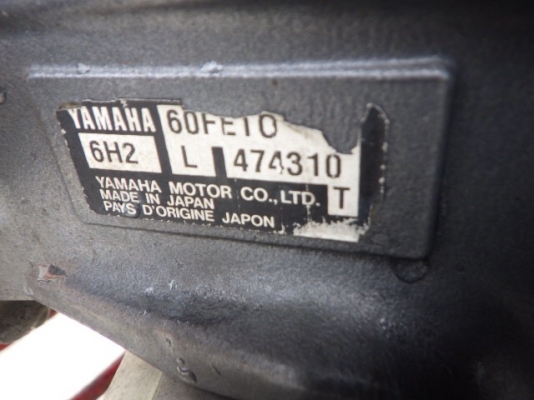 YAMAHA 60FETO
6H2 L 474310
YAMAHA MOTOR CO.,LTD. T
MADE IN JAPAN
PAYS D'ORIGINE JAPON